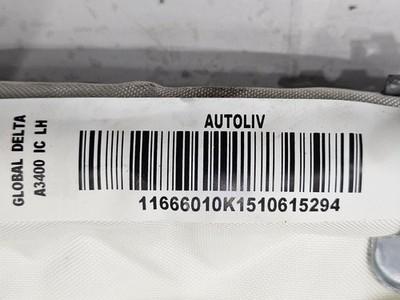 GLOBAL DELTA
A3400 IC LH
AUTOLIV
11666010K1510615294